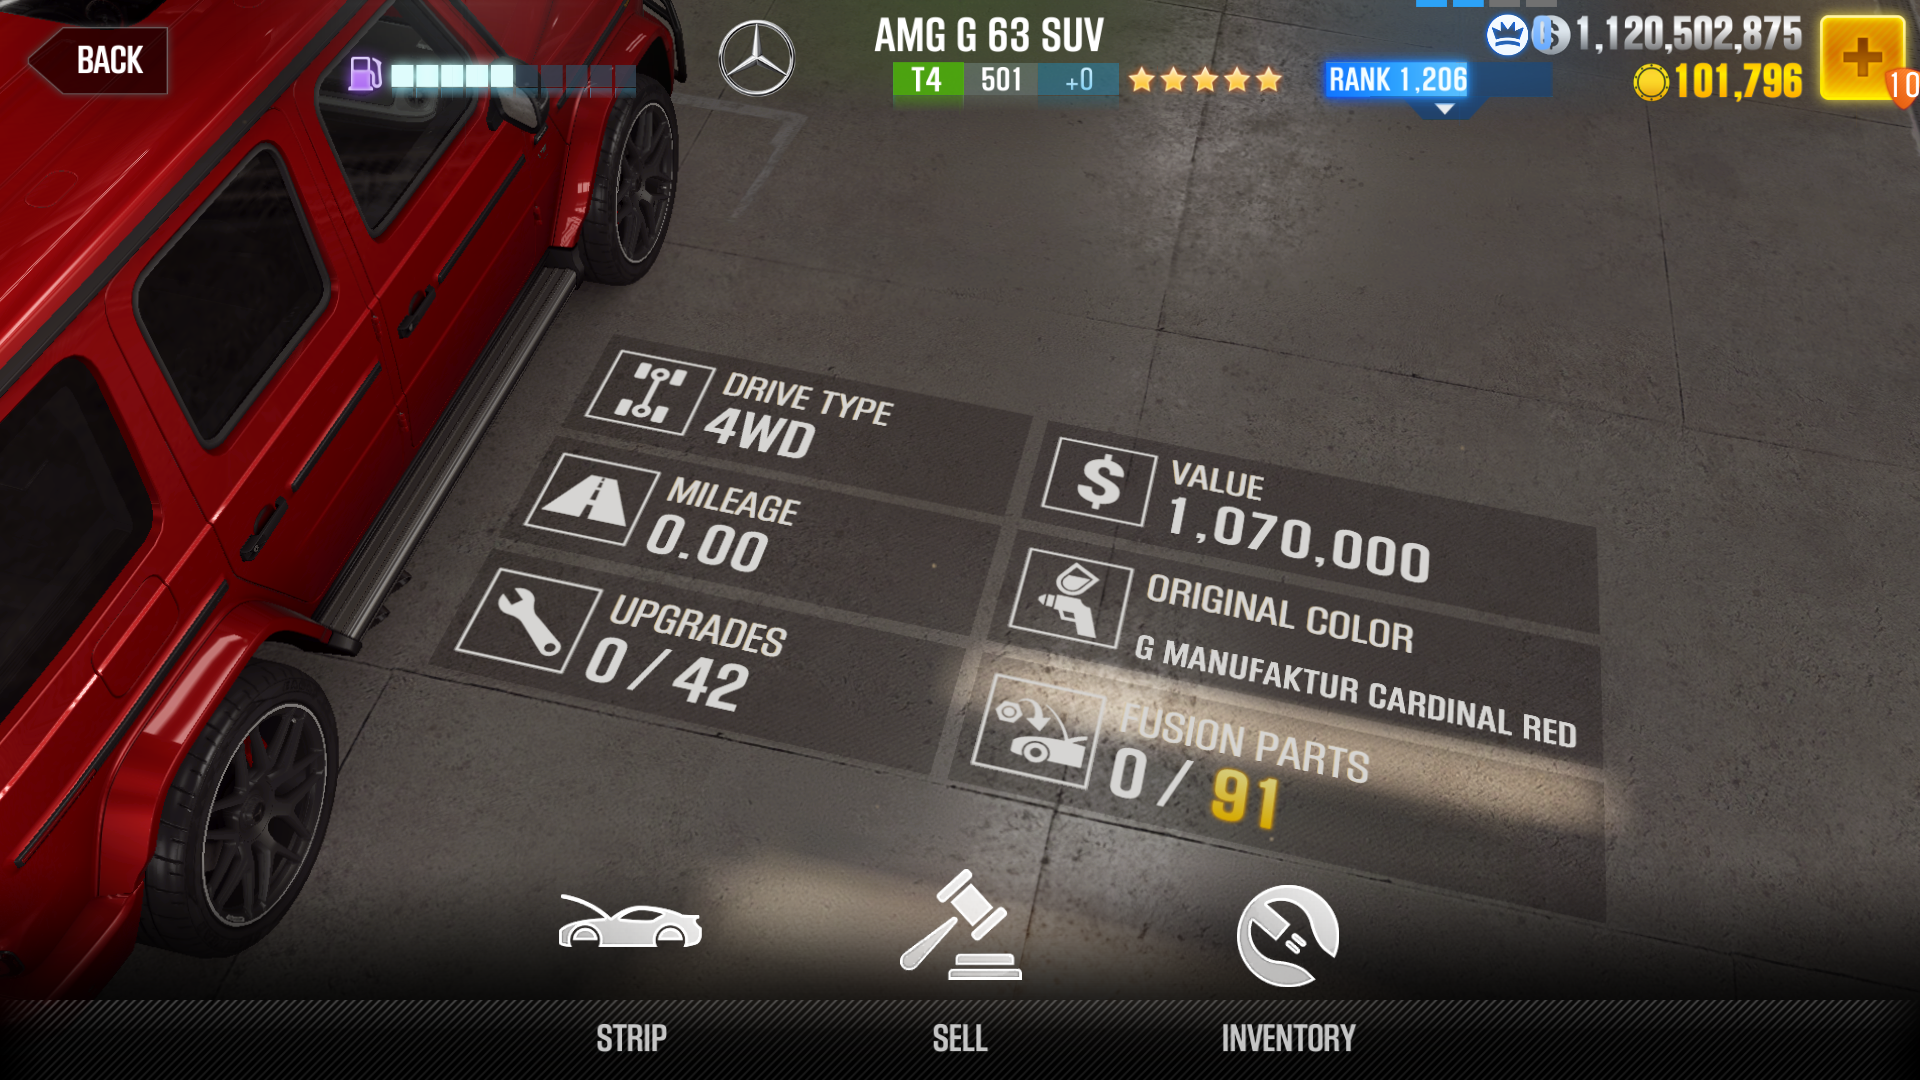 BACK
AMG G 63 SUV
T4 501 +0
RANK 1,206
1,120,502,875
101,796
10
DRIVE TYPE
4WD
MILEAGE
0.00
UPGRADES
0 / 42
VALUE
1,070,000
ORIGINAL COLOR
G MANUFAKTUR CARDINAL RED
FUSION PARTS
0 / 91
STRIP
SELL
INVENTORY